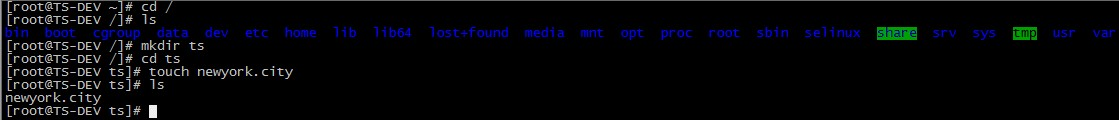 [root@TS-DEV ~]# cd /
[root@TS-DEV /]# ls
bin boot cgroup data dev etc home lib lib64 lost+found media mnt opt proc root sbin selinux share srv sys tmp usr var
[root@TS-DEV /]# mkdir ts
[root@TS-DEV /]# cd ts
[root@TS-DEV ts]# touch newyork.city
[root@TS-DEV ts]# ls
newyork.city
[root@TS-DEV ts]#